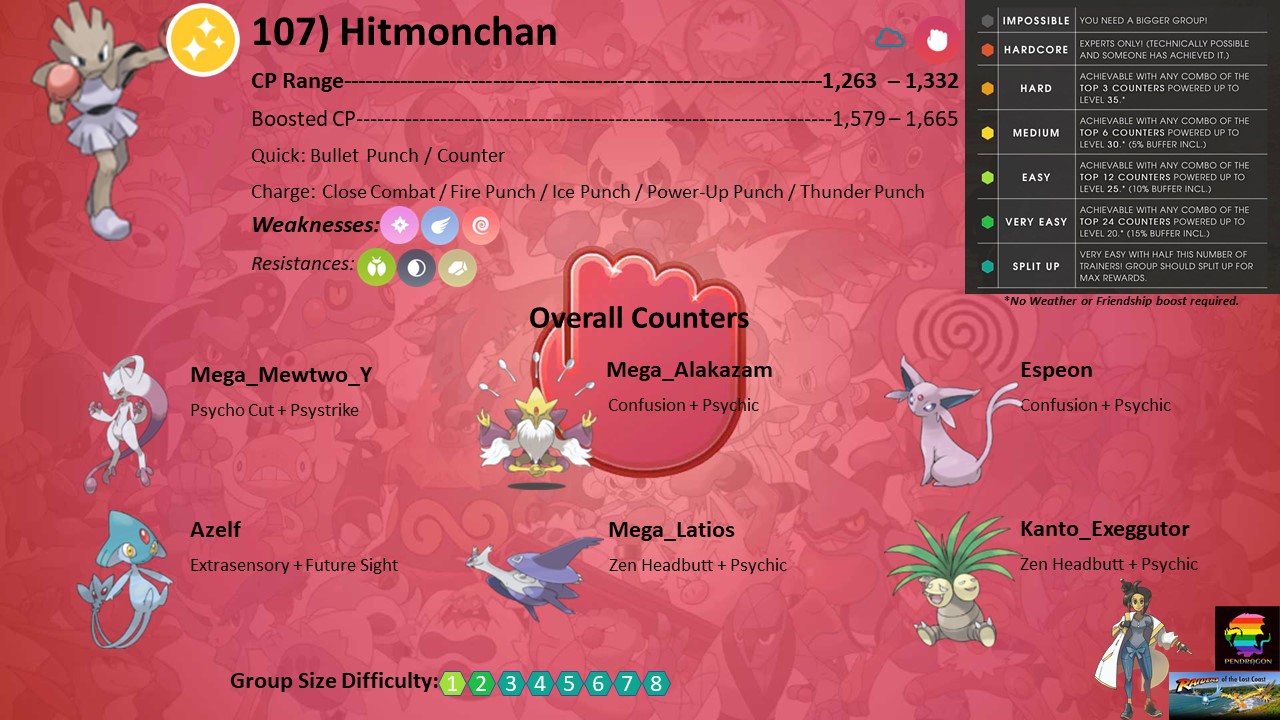 107) Hitmonchan
CP Range---------------------------------------------------------------------1,263 – 1,332
Boosted CP--------------------------------------------------------------------1,579 – 1,665
Quick: Bullet Punch / Counter
Charge: Close Combat / Fire Punch / Ice Punch / Power-Up Punch / Thunder Punch
Weaknesses:
Resistances:
IMPOSSIBLE YOU NEED A BIGGER GROUP!
HARDCORE EXPERTS ONLY! (TECHNICALLY POSSIBLE
AND SOMEONE HAS ACHIEVED IT.)
HARD ACHIEVABLE WITH ANY COMBO OF THE
TOP 3 COUNTERS POWERED UP TO
LEVEL 35.*
MEDIUM ACHIEVABLE WITH ANY COMBO OF THE
TOP 6 COUNTERS POWERED UP TO
LEVEL 30.* (5% BUFFER INCL.)
EASY ACHIEVABLE WITH ANY COMBO OF THE
TOP 12 COUNTERS POWERED UP TO
LEVEL 25.* (10% BUFFER INCL.)
VERY EASY ACHIEVABLE WITH ANY COMBO OF THE
TOP 24 COUNTERS POWERED UP TO
LEVEL 20.* (15% BUFFER INCL.)
SPLIT UP VERY EASY WITH HALF THIS NUMBER OF
TRAINERS! GROUP SHOULD SPLIT UP FOR
MAX REWARDS.
*No Weather or Friendship boost required.
Overall Counters
Mega_Mewtwo_Y
Psycho Cut + Psystrike
Mega_Alakazam
Confusion + Psychic
Espeon
Confusion + Psychic
Azelf
Extrasensory + Future Sight
Mega_Latios
Zen Headbutt + Psychic
Kanto_Exeggutor
Zen Headbutt + Psychic
Group Size Difficulty: 1 2 3 4 5 6 7 8
PENDRAGON
RAIDERS of the Lost Coast